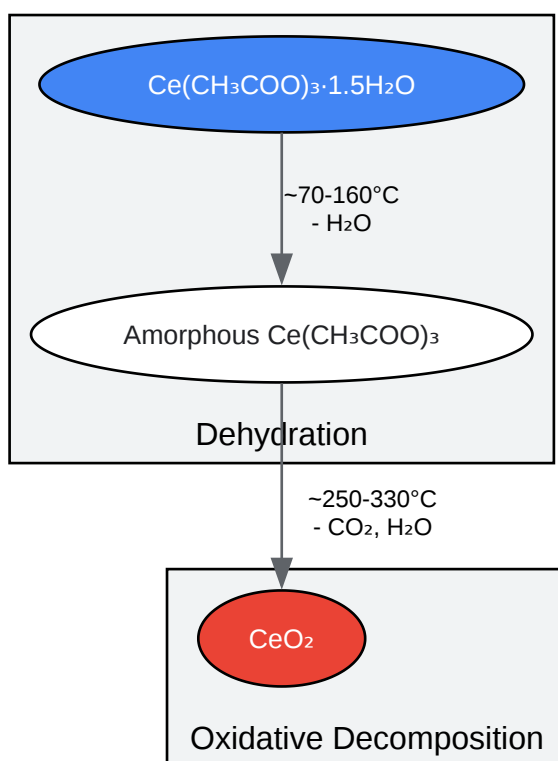 Ce(CH₃COO)₃·1.5H₂O
~70-160°C
- H₂O
Amorphous Ce(CH₃COO)₃
Dehydration
~250-330°C
- CO₂, H₂O
CeO₂
Oxidative Decomposition